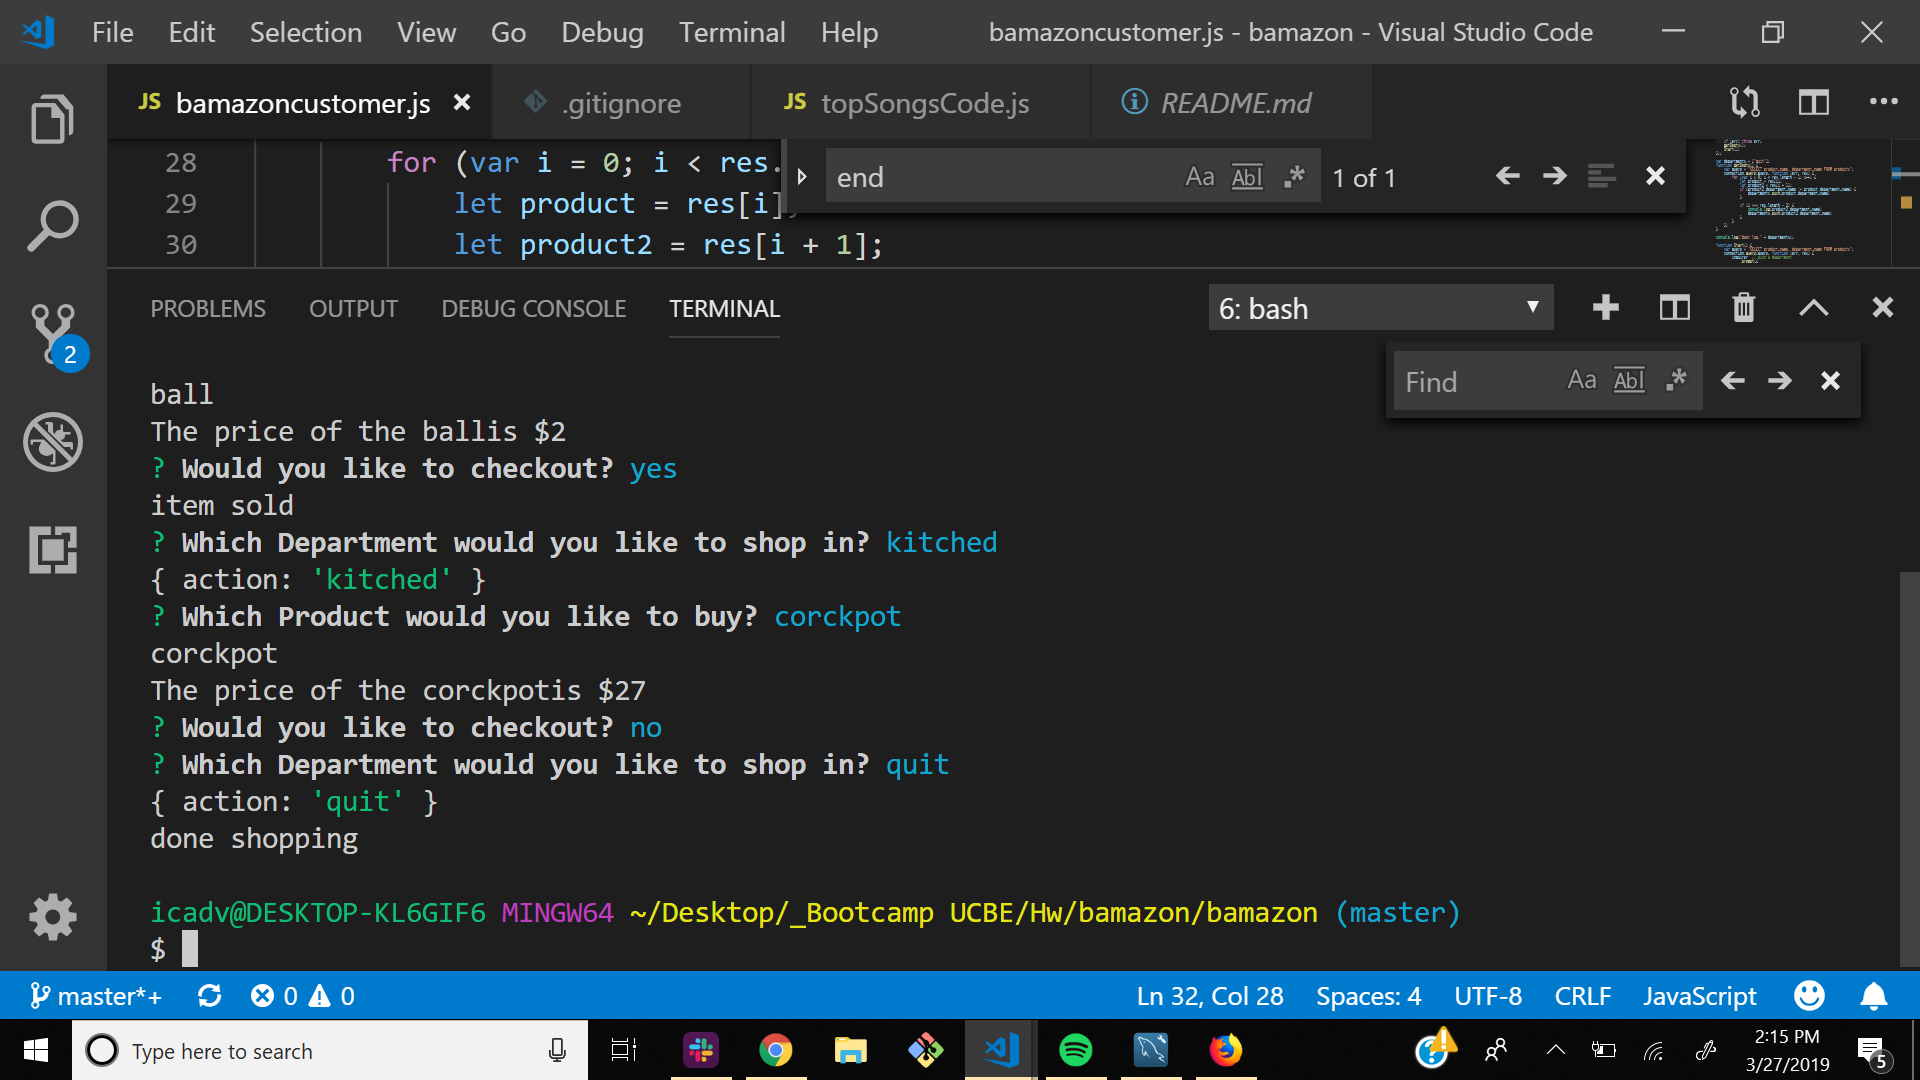 File Edit Selection View Go Debug Terminal Help bamazoncustomer.js - bamazon - Visual Studio Code
JS bamazoncustomer.js .gitignore JS topSongsCode.js README.md
28 for (var i = 0; i < res.
29 let product = res[i];
30 let product2 = res[i + 1];
end Aa Abl .* 1 of 1
PROBLEMS OUTPUT DEBUG CONSOLE TERMINAL 6: bash
Find Aa Abl .*
2
ball
The price of the ballis $2
? Would you like to checkout? yes
item sold
? Which Department would you like to shop in? kitched
{ action: 'kitched' }
? Which Product would you like to buy? corckpot
corckpot
The price of the corckpotis $27
? Would you like to checkout? no
? Which Department would you like to shop in? quit
{ action: 'quit' }
done shopping
icadv@DESKTOP-KL6GIF6 MINGW64 ~/Desktop/_Bootcamp UCBE/Hw/bamazon/bamazon (master)
$
master*+ 0 0 Ln 32, Col 28 Spaces: 4 UTF-8 CRLF JavaScript
Type here to search
2:15 PM
3/27/2019
5